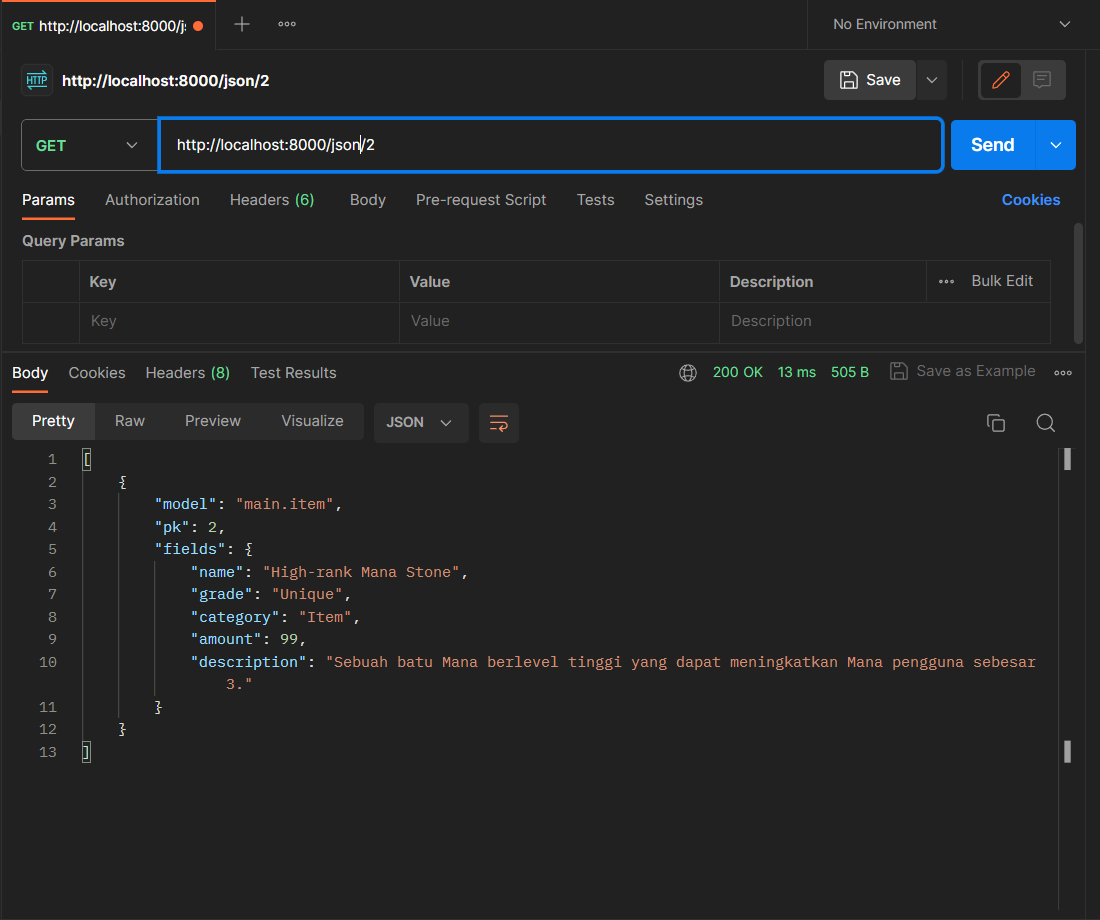 GET http://localhost:8000/j
No Environment
HTTP http://localhost:8000/json/2
Save
GET http://localhost:8000/json/2 Send
Params Authorization Headers (6) Body Pre-request Script Tests Settings Cookies
Query Params
Key Value Description Bulk Edit
Key Value Description
Body Cookies Headers (8) Test Results 200 OK 13 ms 505 B Save as Example
Pretty Raw Preview Visualize JSON
1 [
2 {
3 "model": "main.item",
4 "pk": 2,
5 "fields": {
6 "name": "High-rank Mana Stone",
7 "grade": "Unique",
8 "category": "Item",
9 "amount": 99,
10 "description": "Sebuah batu Mana berlevel tinggi yang dapat meningkatkan Mana pengguna sebesar
3."
11 }
12 }
13 ]